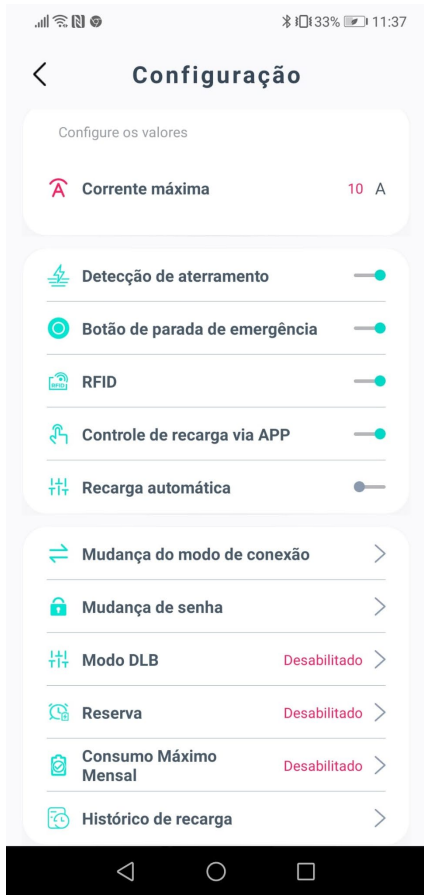 33% 11:37
Configuração
Configure os valores
Corrente máxima 10 A
Detecção de aterramento
Botão de parada de emergência
RFID
Controle de recarga via APP
Recarga automática
Mudança do modo de conexão
Mudança de senha
Modo DLB Desabilitado
Reserva Desabilitado
Consumo Máximo
Mensal Desabilitado
Histórico de recarga